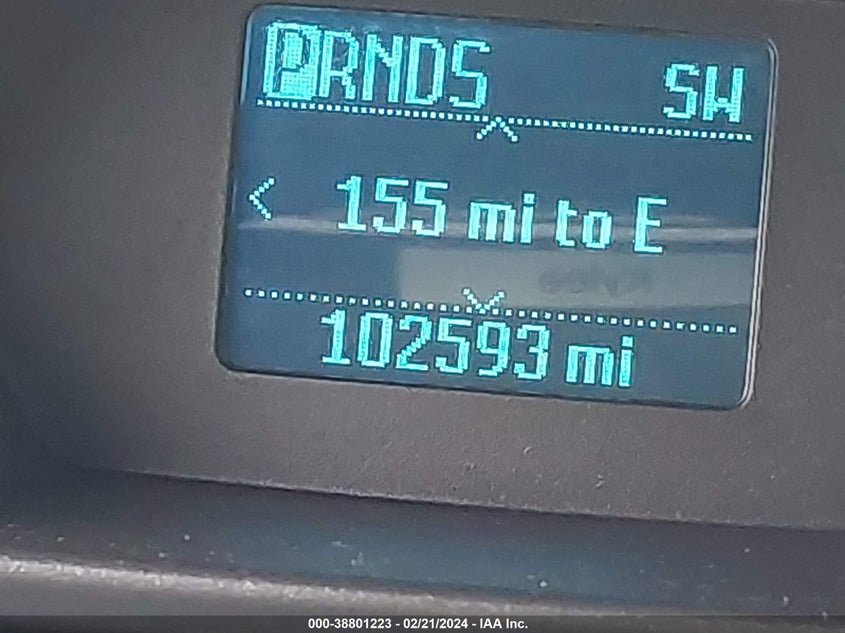 PRNDS SW
< 155 mi to E
102593 mi
000-38801223 - 02/21/2024 - IAA Inc.